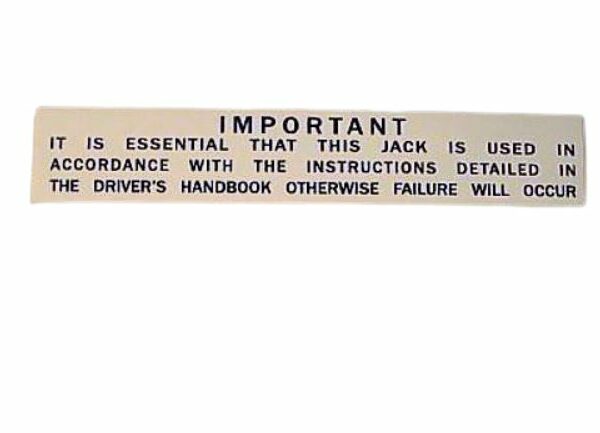 IMPORTANT
IT IS ESSENTIAL THAT THIS JACK IS USED IN
ACCORDANCE WITH THE INSTRUCTIONS DETAILED IN
THE DRIVER'S HANDBOOK OTHERWISE FAILURE WILL OCCUR